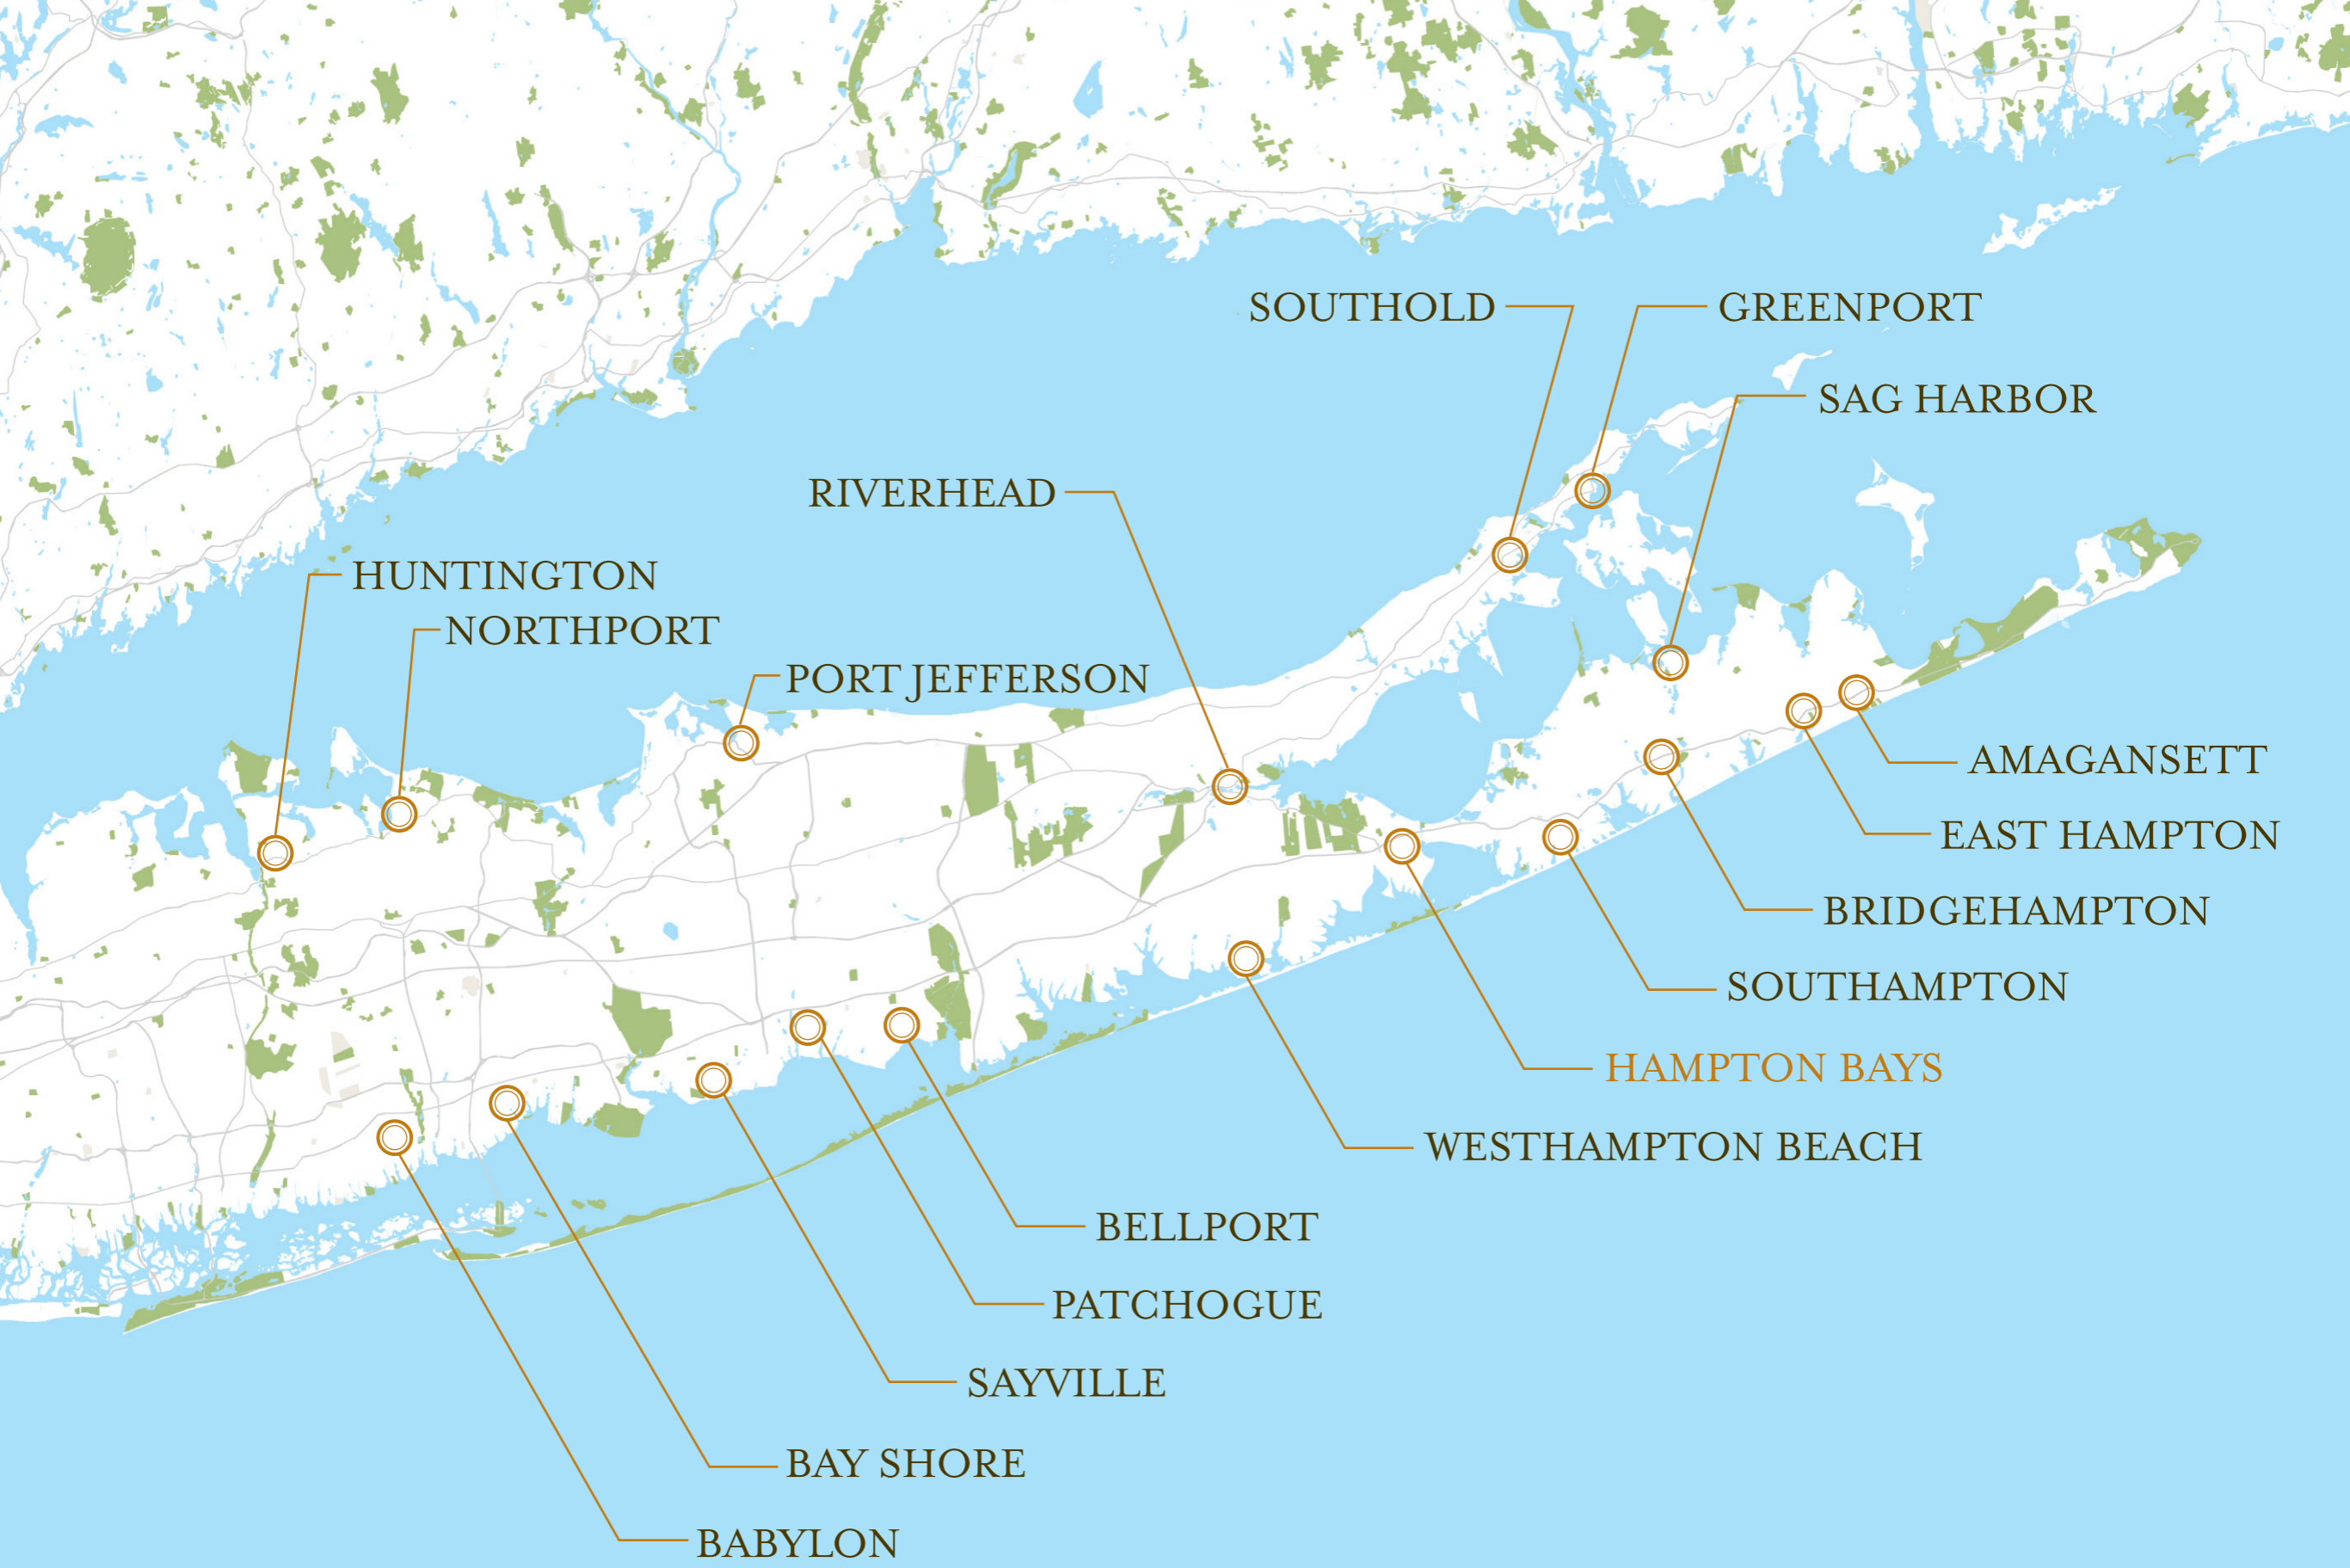 SOUTHOLD
GREENPORT
SAG HARBOR
RIVERHEAD
HUNTINGTON
NORTHPORT
PORT JEFFERSON
AMAGANSETT
EAST HAMPTON
BRIDGEHAMPTON
SOUTHAMPTON
HAMPTON BAYS
WESTHAMPTON BEACH
BELLPORT
PATCHOGUE
SAYVILLE
BAY SHORE
BABYLON